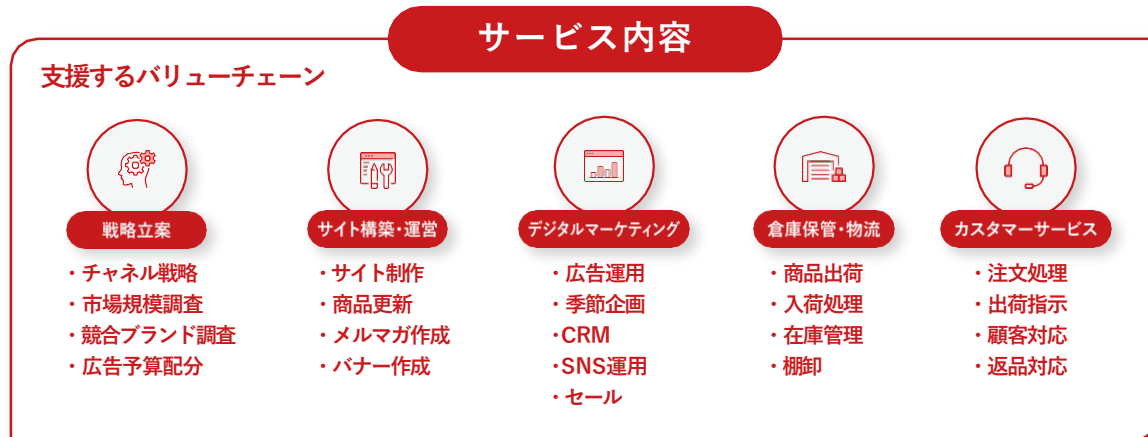 サービス内容
支援するバリューチェーン
戦略立案
・チャネル戦略
・市場規模調査
・競合ブランド調査
・広告予算配分
サイト構築・運営
・サイト制作
・商品更新
・メルマガ作成
・バナー作成
デジタルマーケティング
・広告運用
・季節企画
・CRM
・SNS運用
・セール
倉庫保管・物流
・商品出荷
・入荷処理
・在庫管理
・棚卸
カスタマーサービス
・注文処理
・出荷指示
・顧客対応
・返品対応